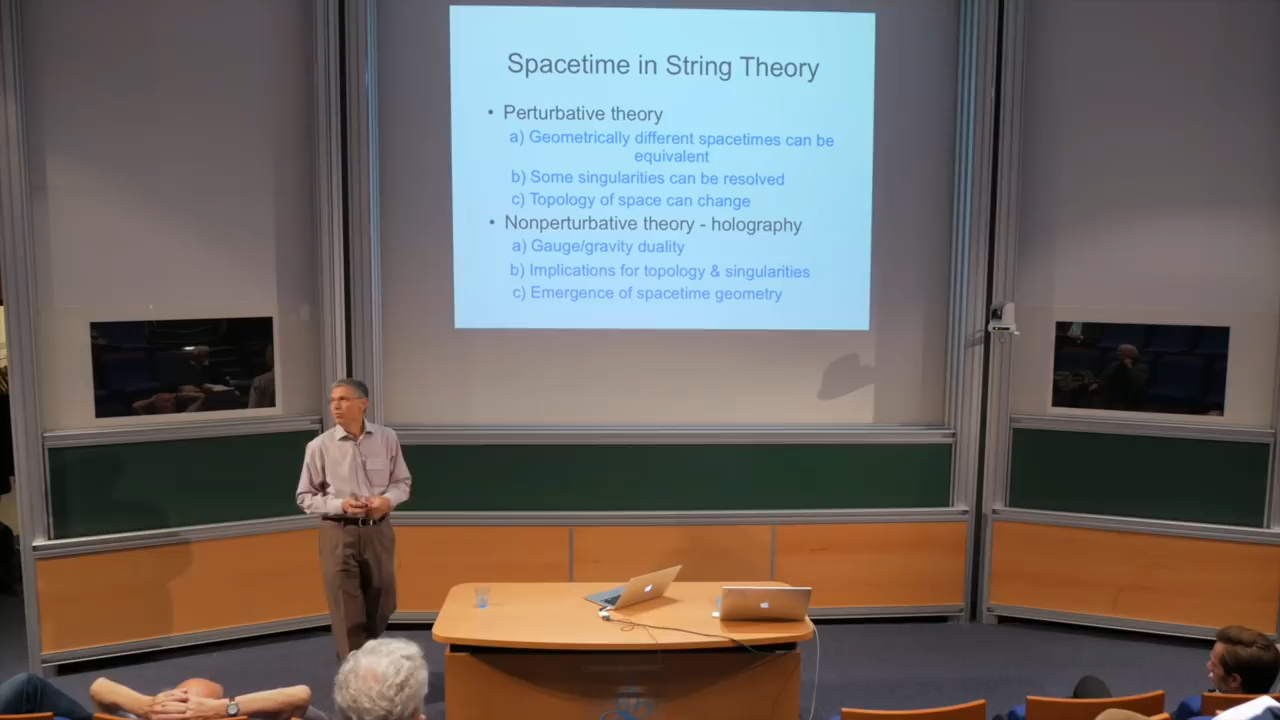 Spacetime in String Theory
• Perturbative theory
a) Geometrically different spacetimes can be
equivalent
b) Some singularities can be resolved
c) Topology of space can change
• Nonperturbative theory - holography
a) Gauge/gravity duality
b) Implications for topology & singularities
c) Emergence of spacetime geometry